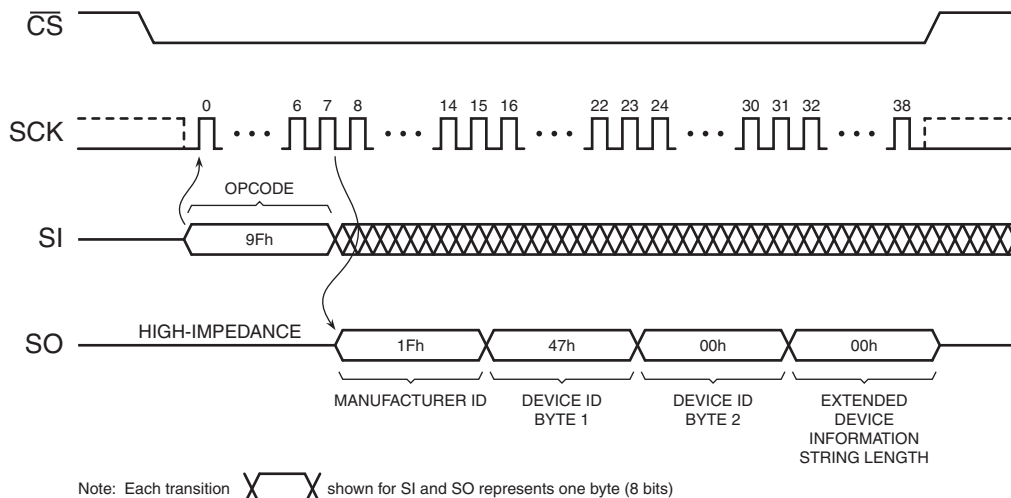 CS
0 6 7 8 14 15 16 22 23 24 30 31 32 38
SCK
OPCODE
SI
9Fh
HIGH-IMPEDANCE
SO
1Fh 47h 00h 00h
MANUFACTURER ID
DEVICE ID
BYTE 1
DEVICE ID
BYTE 2
EXTENDED
DEVICE
INFORMATION
STRING LENGTH
Note: Each transition shown for SI and SO represents one byte (8 bits)